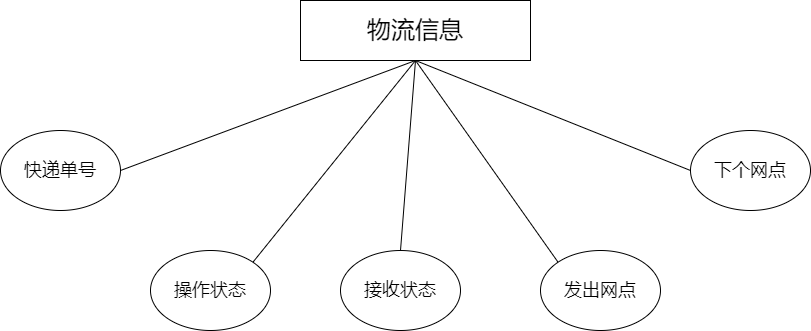 物流信息
快递单号
下个网点
操作状态
接收状态
发出网点